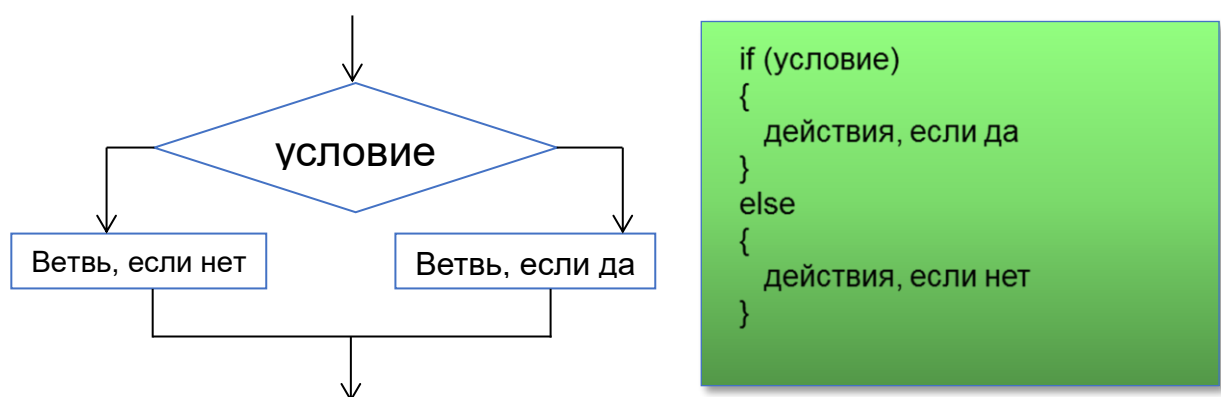 условие
Ветвь, если нет
Ветвь, если да
if (условие)
{
действия, если да
}
else
{
действия, если нет
}